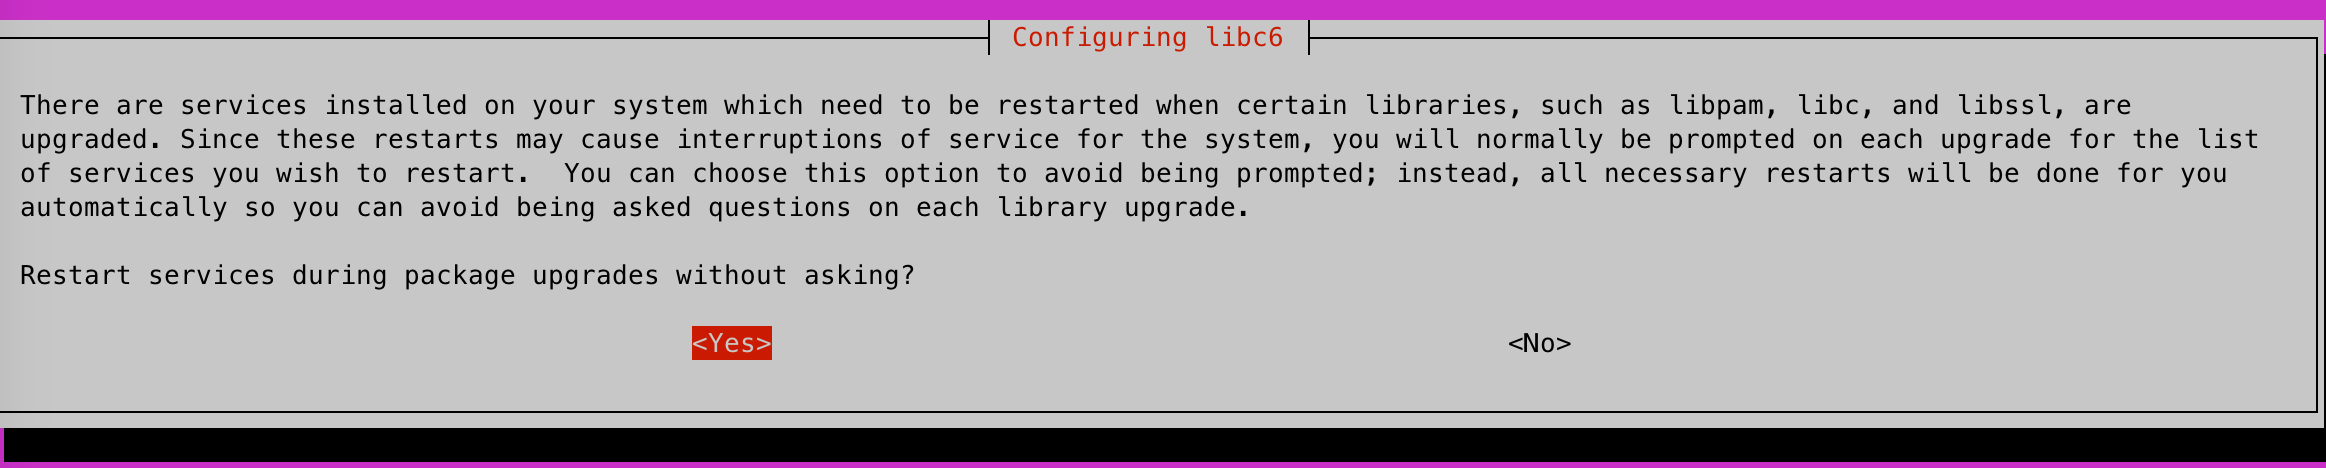 Configuring libc6
There are services installed on your system which need to be restarted when certain libraries, such as libpam, libc, and libssl, are
upgraded. Since these restarts may cause interruptions of service for the system, you will normally be prompted on each upgrade for the list
of services you wish to restart.  You can choose this option to avoid being prompted; instead, all necessary restarts will be done for you
automatically so you can avoid being asked questions on each library upgrade.
Restart services during package upgrades without asking?
<Yes> <No>